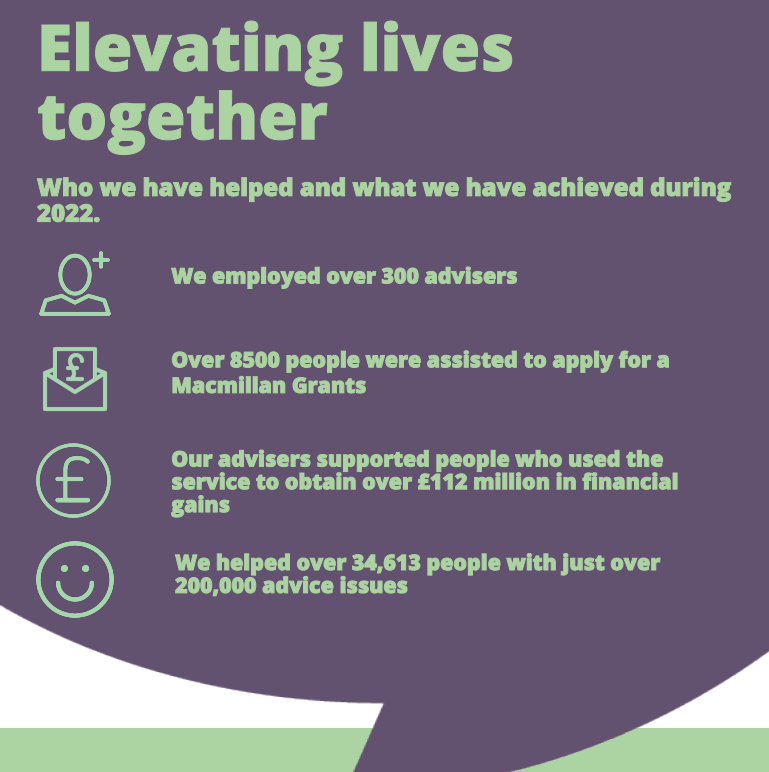 Elevating lives
together
Who we have helped and what we have achieved during
2022.
We employed over 300 advisers
£
Over 8500 people were assisted to apply for a
Macmillan Grants
£
Our advisers supported people who used the
service to obtain over £112 million in financial
gains
We helped over 34,613 people with just over
200,000 advice issues